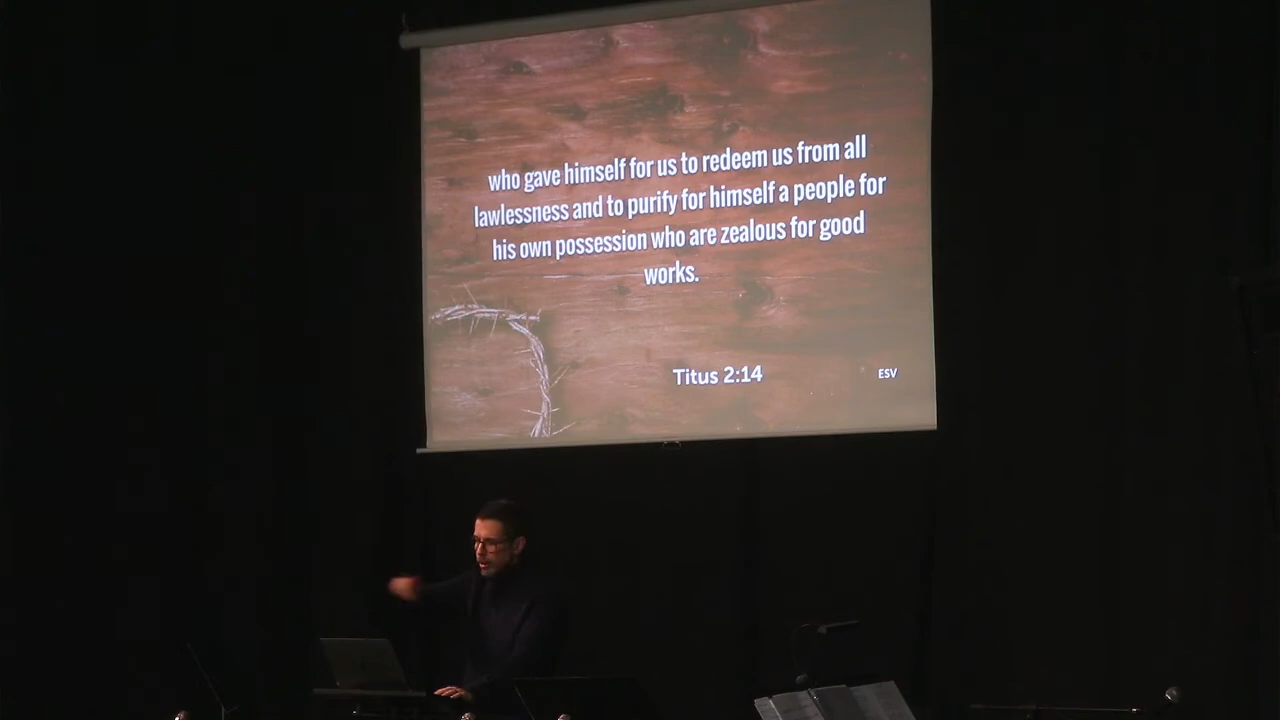 who gave himself for us to redeem us from all
lawlessness and to purify for himself a people for
his own possession who are zealous for good
works.
Titus 2:14
ESV